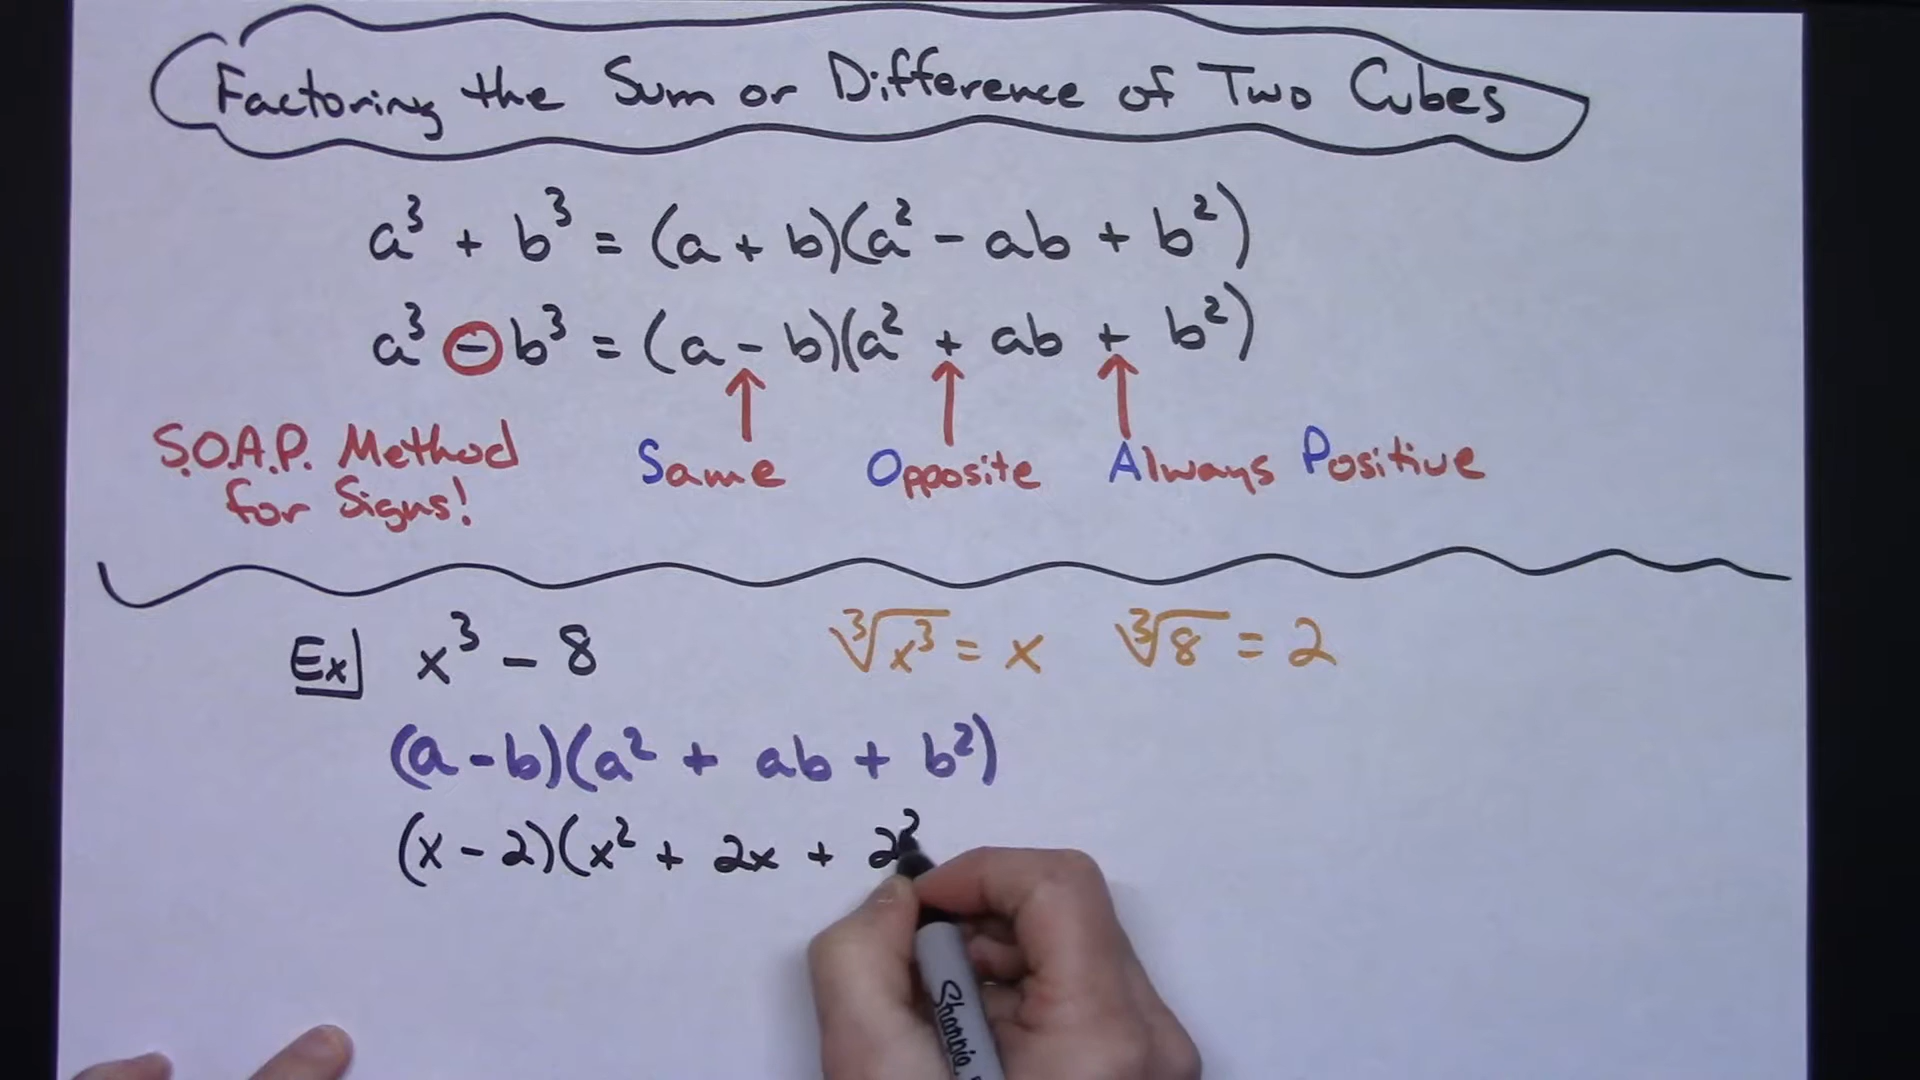 Factoring the Sum or Difference of Two Cubes
a³ + b³ = (a + b)(a² - ab + b²)
a³ - b³ = (a - b)(a² + ab + b²)
S.O.A.P. Method for Signs!
Same Opposite Always Positive
Ex] x³ - 8
∛x³ = x ∛8 = 2
(a - b)(a² + ab + b²)
(x - 2)(x² + 2x + 2²
Sharpie